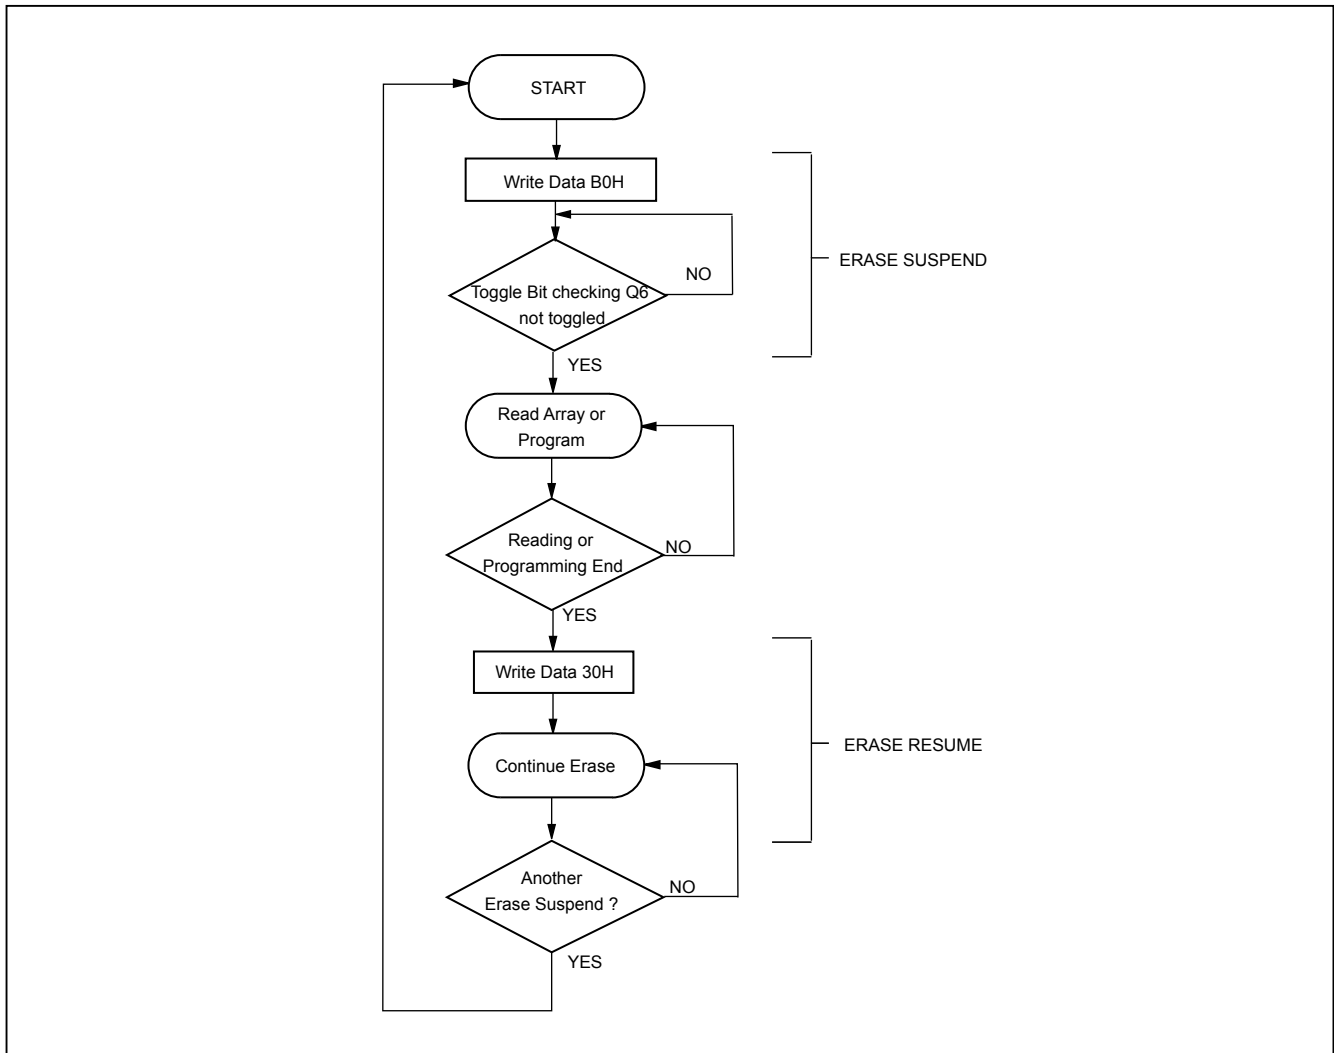 START
Write Data B0H
ERASE SUSPEND
NO
Toggle Bit checking Q6
not toggled
YES
Read Array or
Program
Reading or
Programming End
NO
YES
Write Data 30H
ERASE RESUME
Continue Erase
Another
Erase Suspend ?
NO
YES